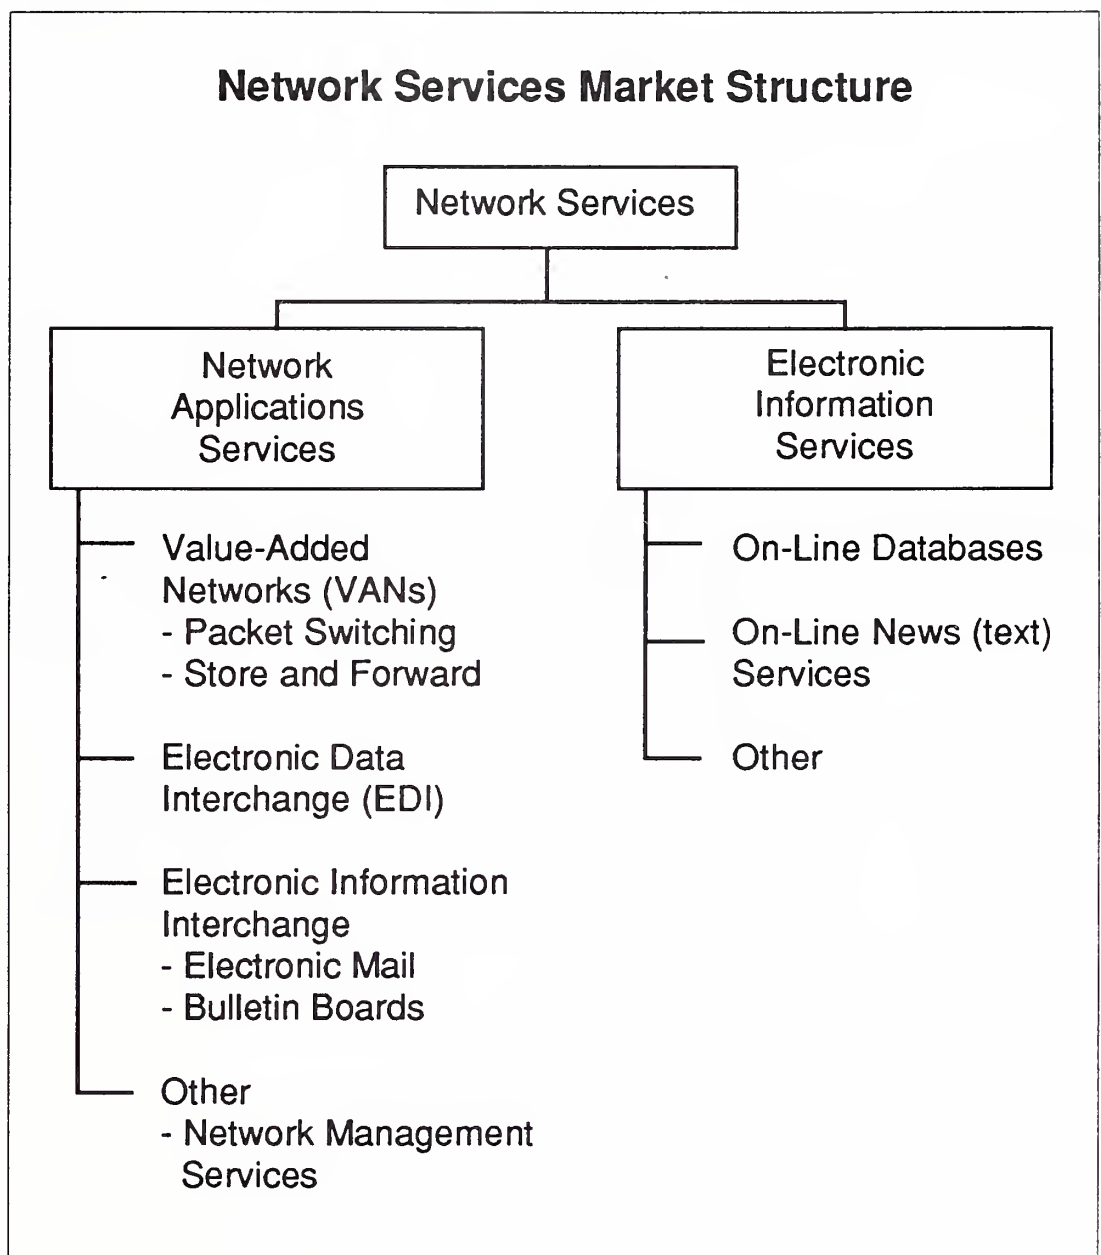 Network Services Market Structure
Network Services
Network
Applications
Services
Value-Added
Networks (VANs)
- Packet Switching
- Store and Forward
Electronic Data
Interchange (EDI)
Electronic Information
Interchange
- Electronic Mail
- Bulletin Boards
Other
- Network Management
Services
Electronic
Information
Services
On-Line Databases
On-Line News (text)
Services
Other